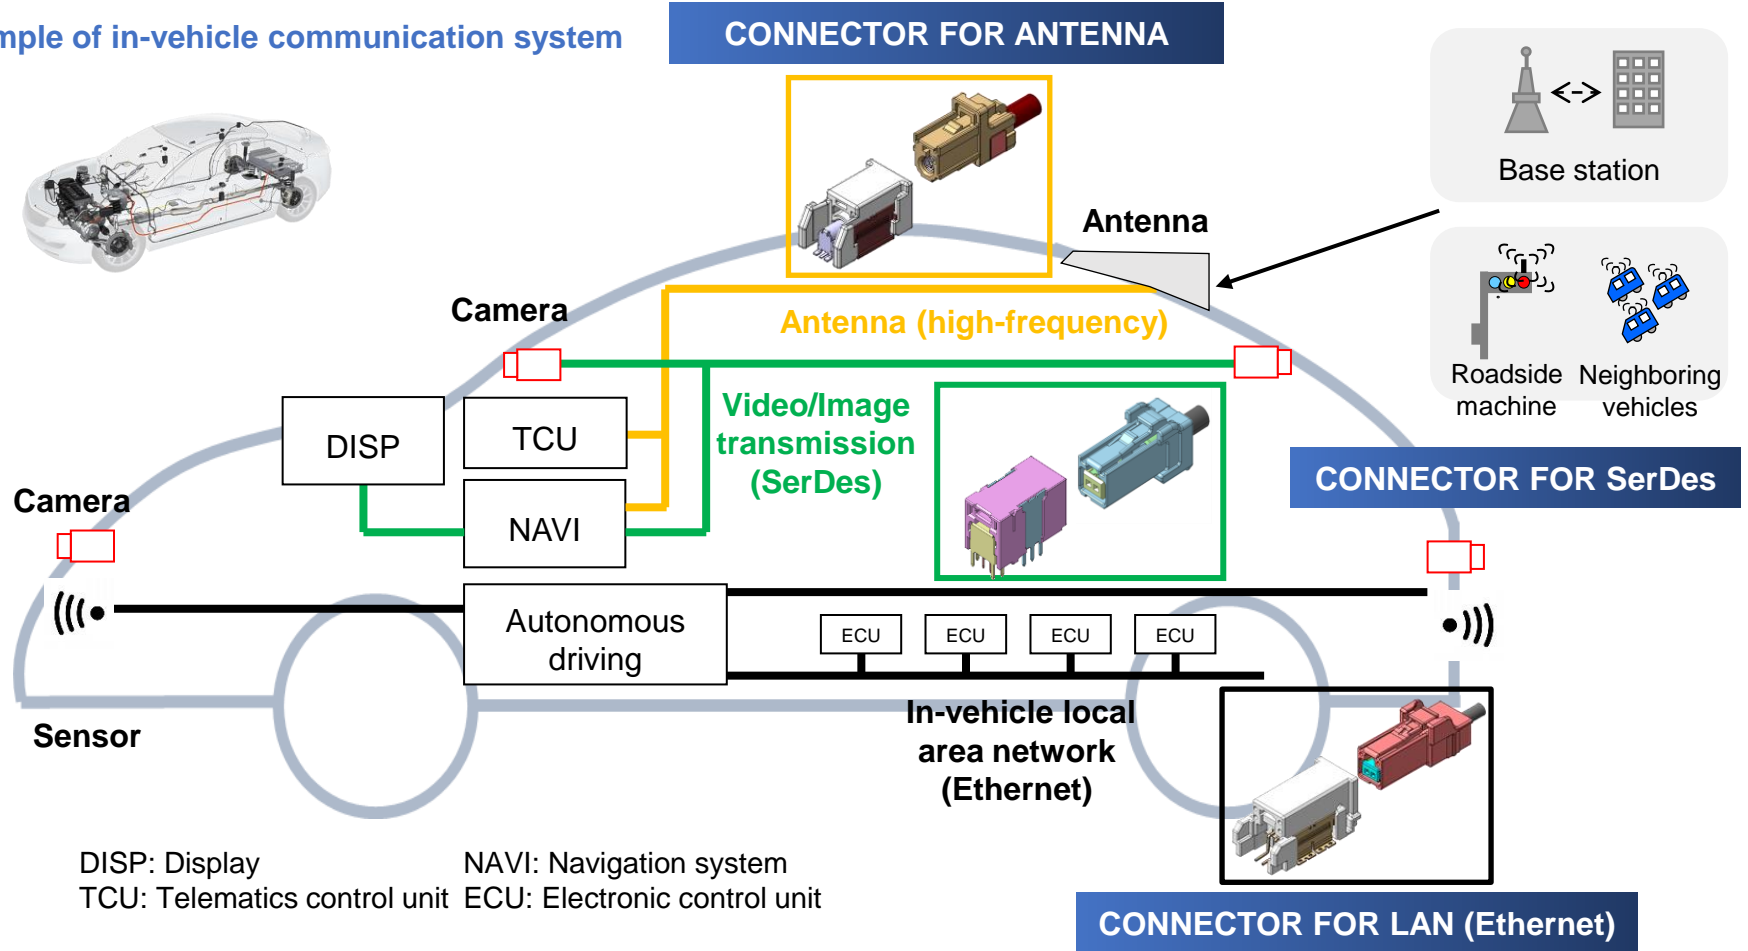 of in-vehicle communication system
CONNECTOR FOR ANTENNA
Base station
Antenna
Camera
Antenna (high-frequency)
Roadside
machine
Neighboring
vehicles
DISP
TCU
Video/Image
transmission
(SerDes)
CONNECTOR FOR SerDes
Camera
NAVI
Autonomous
driving
ECU
ECU
ECU
ECU
Sensor
In-vehicle local
area network
(Ethernet)
DISP: Display
NAVI: Navigation system
TCU: Telematics control unit
ECU: Electronic control unit
CONNECTOR FOR LAN (Ethernet)